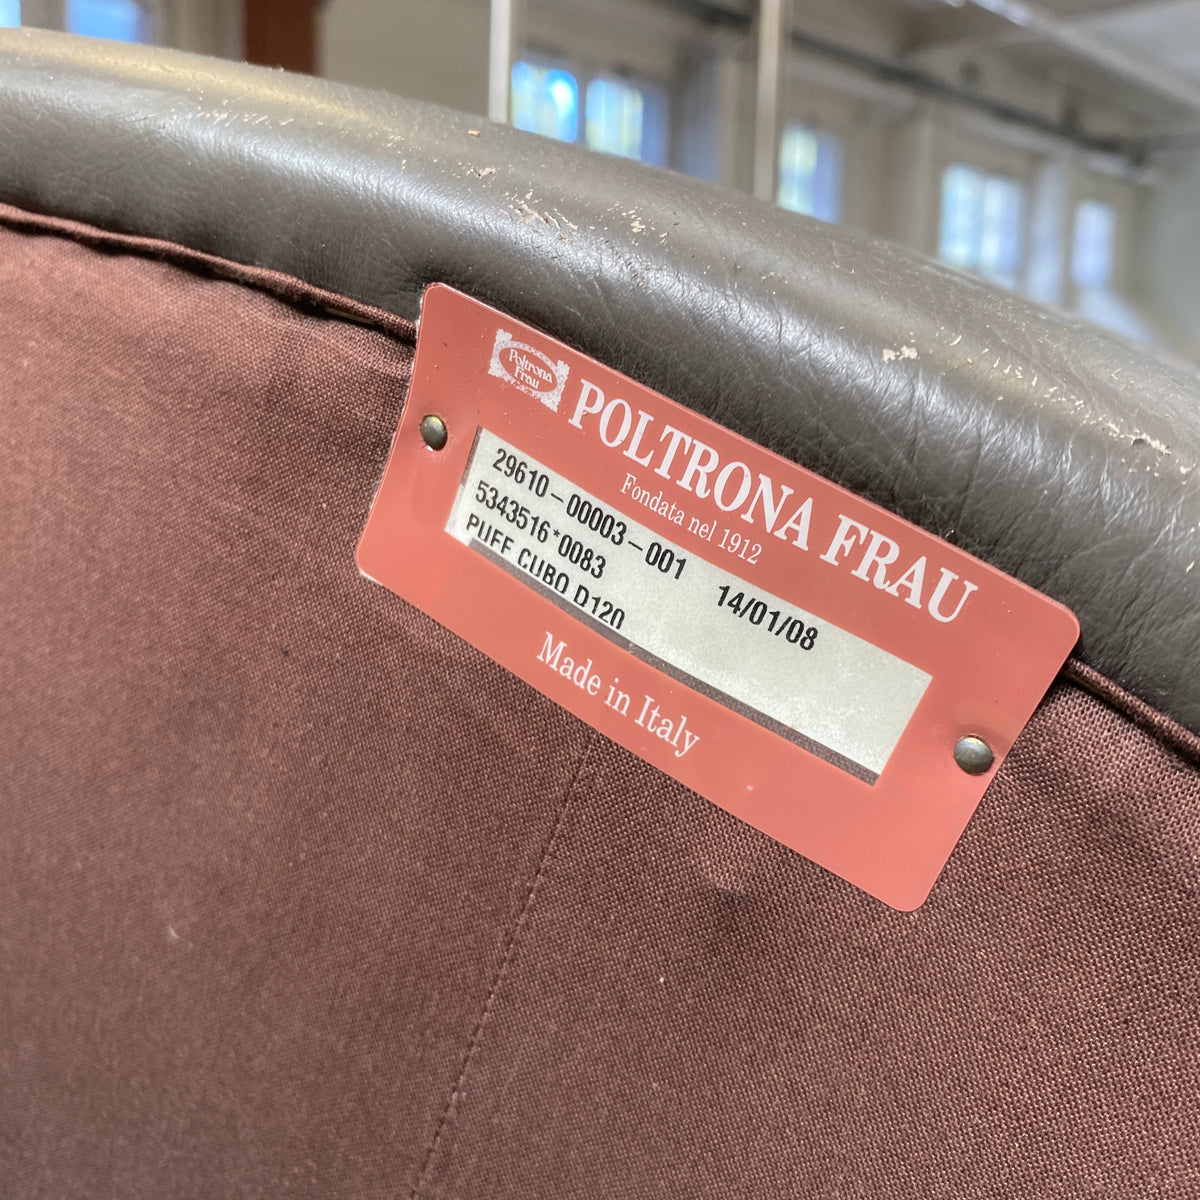 Poltrona
Frau
POLTRONA FRAU
Fondata nel 1912
29610-00003-001 14/01/08
5343516*0083
PUFF CUBO D120
Made in Italy